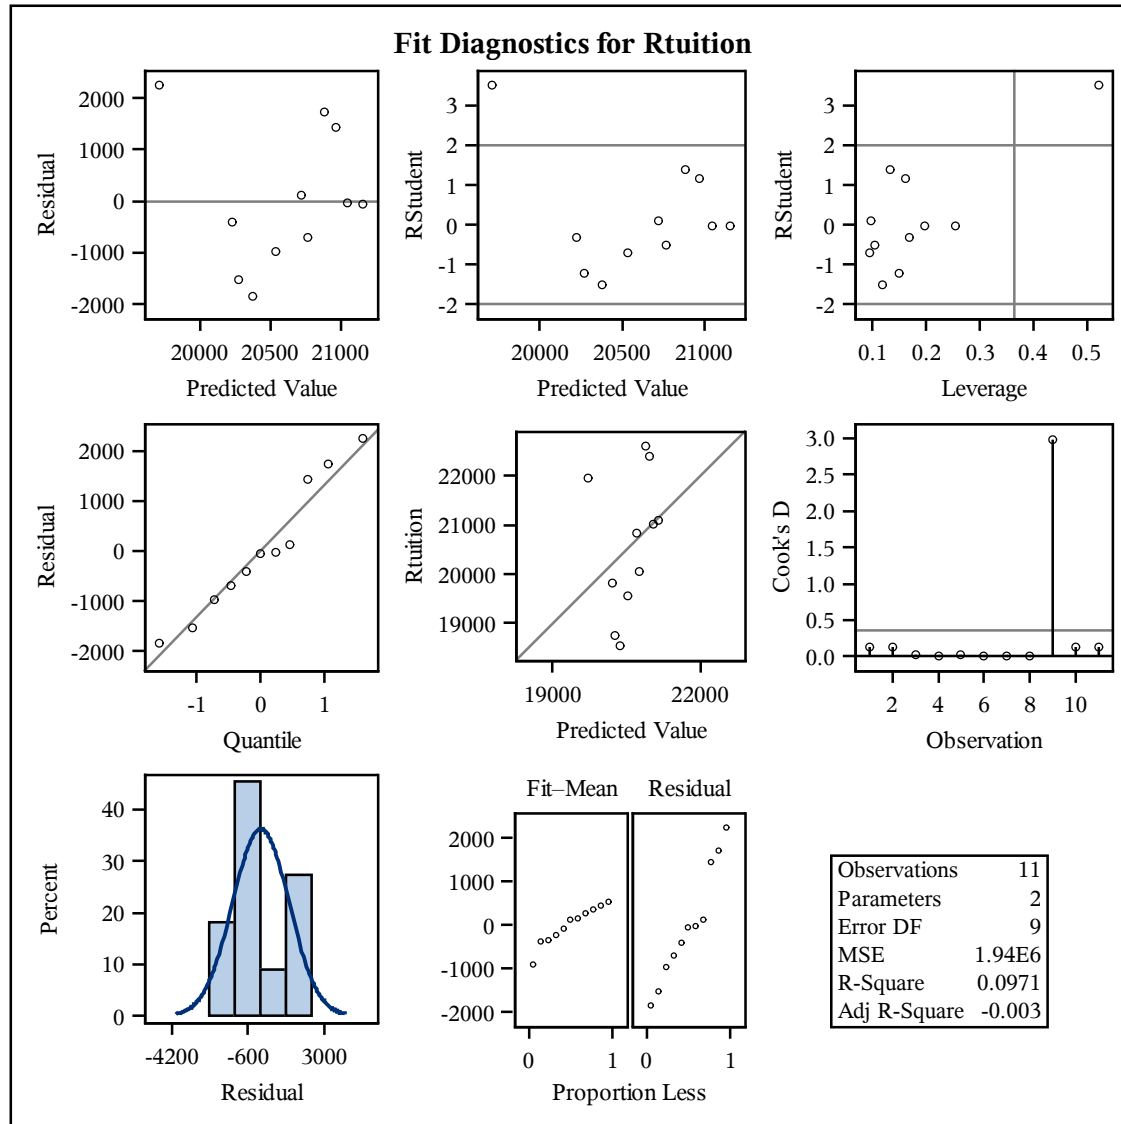 Fit Diagnostics for Rtuition
2000
1000
0
-1000
-2000
Residual
20000 20500 21000
Predicted Value
3
2
1
0
-1
-2
RStudent
20000 20500 21000
Predicted Value
3
2
1
0
-1
-2
RStudent
0.1 0.2 0.3 0.4 0.5
Leverage
2000
1000
0
-1000
-2000
Residual
-1 0 1
Quantile
22000
21000
20000
19000
Rtuition
19000 22000
Predicted Value
3.0
2.5
2.0
1.5
1.0
0.5
0.0
Cook's D
2 4 6 8 10
Observation
40
30
20
10
0
Percent
-4200 -600 3000
Residual
Fit–Mean Residual
2000
1000
0
-1000
-2000
0 1 0 1
Proportion Less
Observations 11
Parameters 2
Error DF 9
MSE 1.94E6
R-Square 0.0971
Adj R-Square -0.003